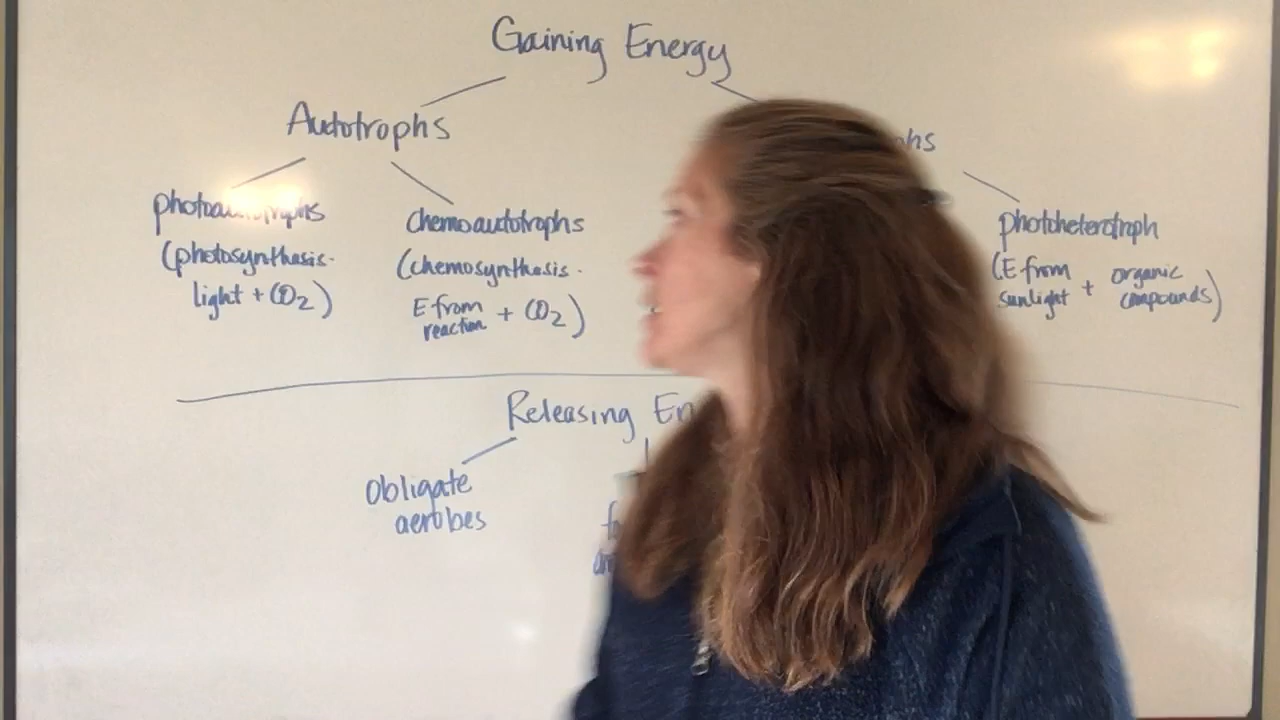 Gaining Energy
Autotrophs
photoautotrophs
(photosynthesis-
light + CO2)
chemoautotrophs
(chemosynthesis -
E from
reaction + CO2)
photoheterotroph
(E from
sunlight + organic
compounds)
Releasing
Obligate
aerobes